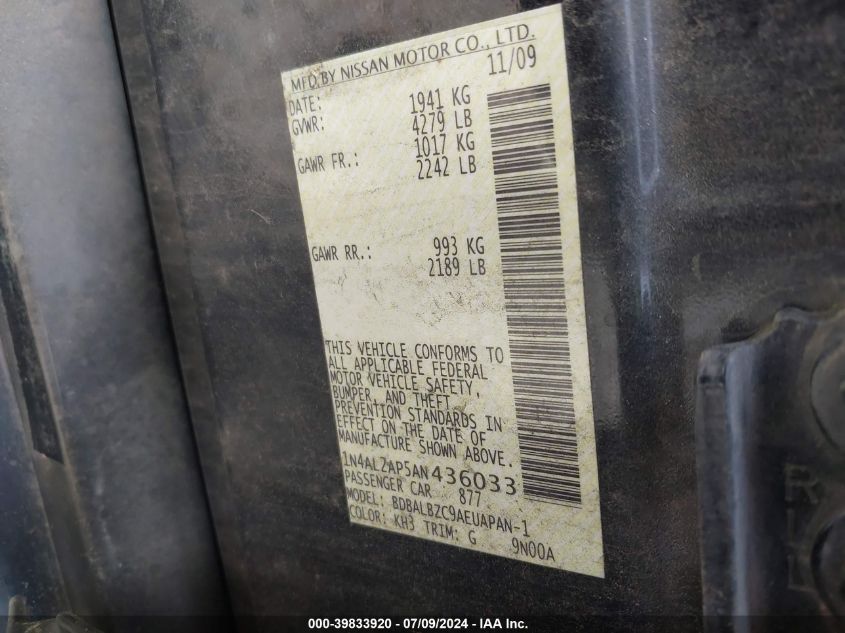 MFD.BY NISSAN MOTOR CO., LTD.
DATE: 11/09
GVWR: 1941 KG
4279 LB
GAWR FR.: 1017 KG
2242 LB
GAWR RR.: 993 KG
2189 LB
THIS VEHICLE CONFORMS TO
ALL APPLICABLE FEDERAL
MOTOR VEHICLE SAFETY,
BUMPER, AND THEFT
PREVENTION STANDARDS IN
EFFECT ON THE DATE OF
MANUFACTURE SHOWN ABOVE.
1N4AL2AP5AN436033
PASSENGER CAR 877
MODEL: BDBALBZC9AEUAPAN-1
COLOR: KH3 TRIM: G 9N00A
000-39833920 / 07/09/2024 - IAA Inc.